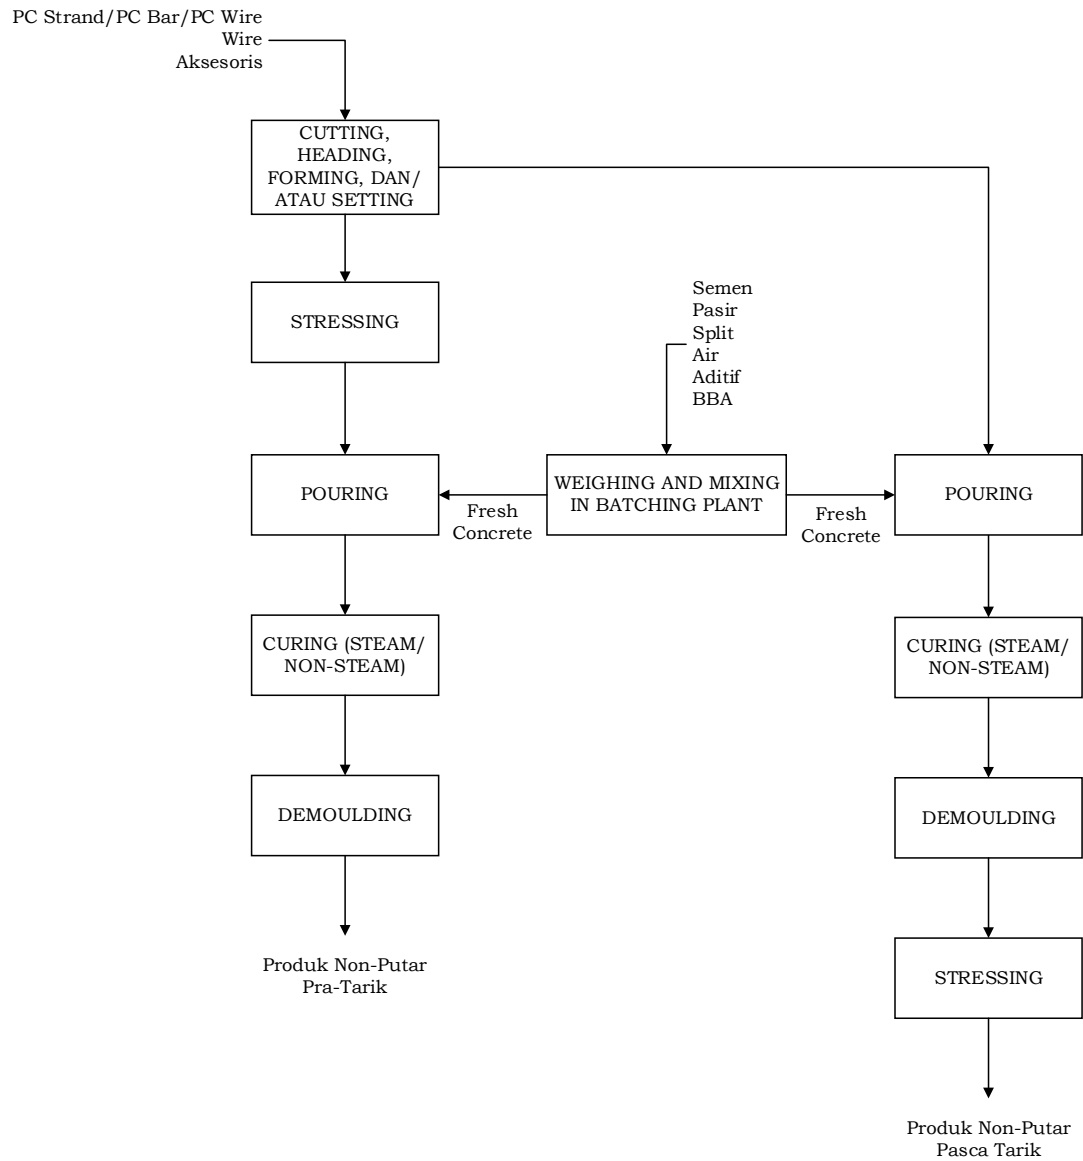 PC Strand/PC Bar/PC Wire
Wire
Aksesoris
CUTTING,
HEADING,
FORMING, DAN/
ATAU SETTING
STRESSING
Semen
Pasir
Split
Air
Aditif
BBA
POURING
WEIGHING AND MIXING
IN BATCHING PLANT
POURING
Fresh
Concrete
Fresh
Concrete
CURING (STEAM/
NON-STEAM)
CURING (STEAM/
NON-STEAM)
DEMOULDING
DEMOULDING
Produk Non-Putar
Pra-Tarik
STRESSING
Produk Non-Putar
Pasca Tarik